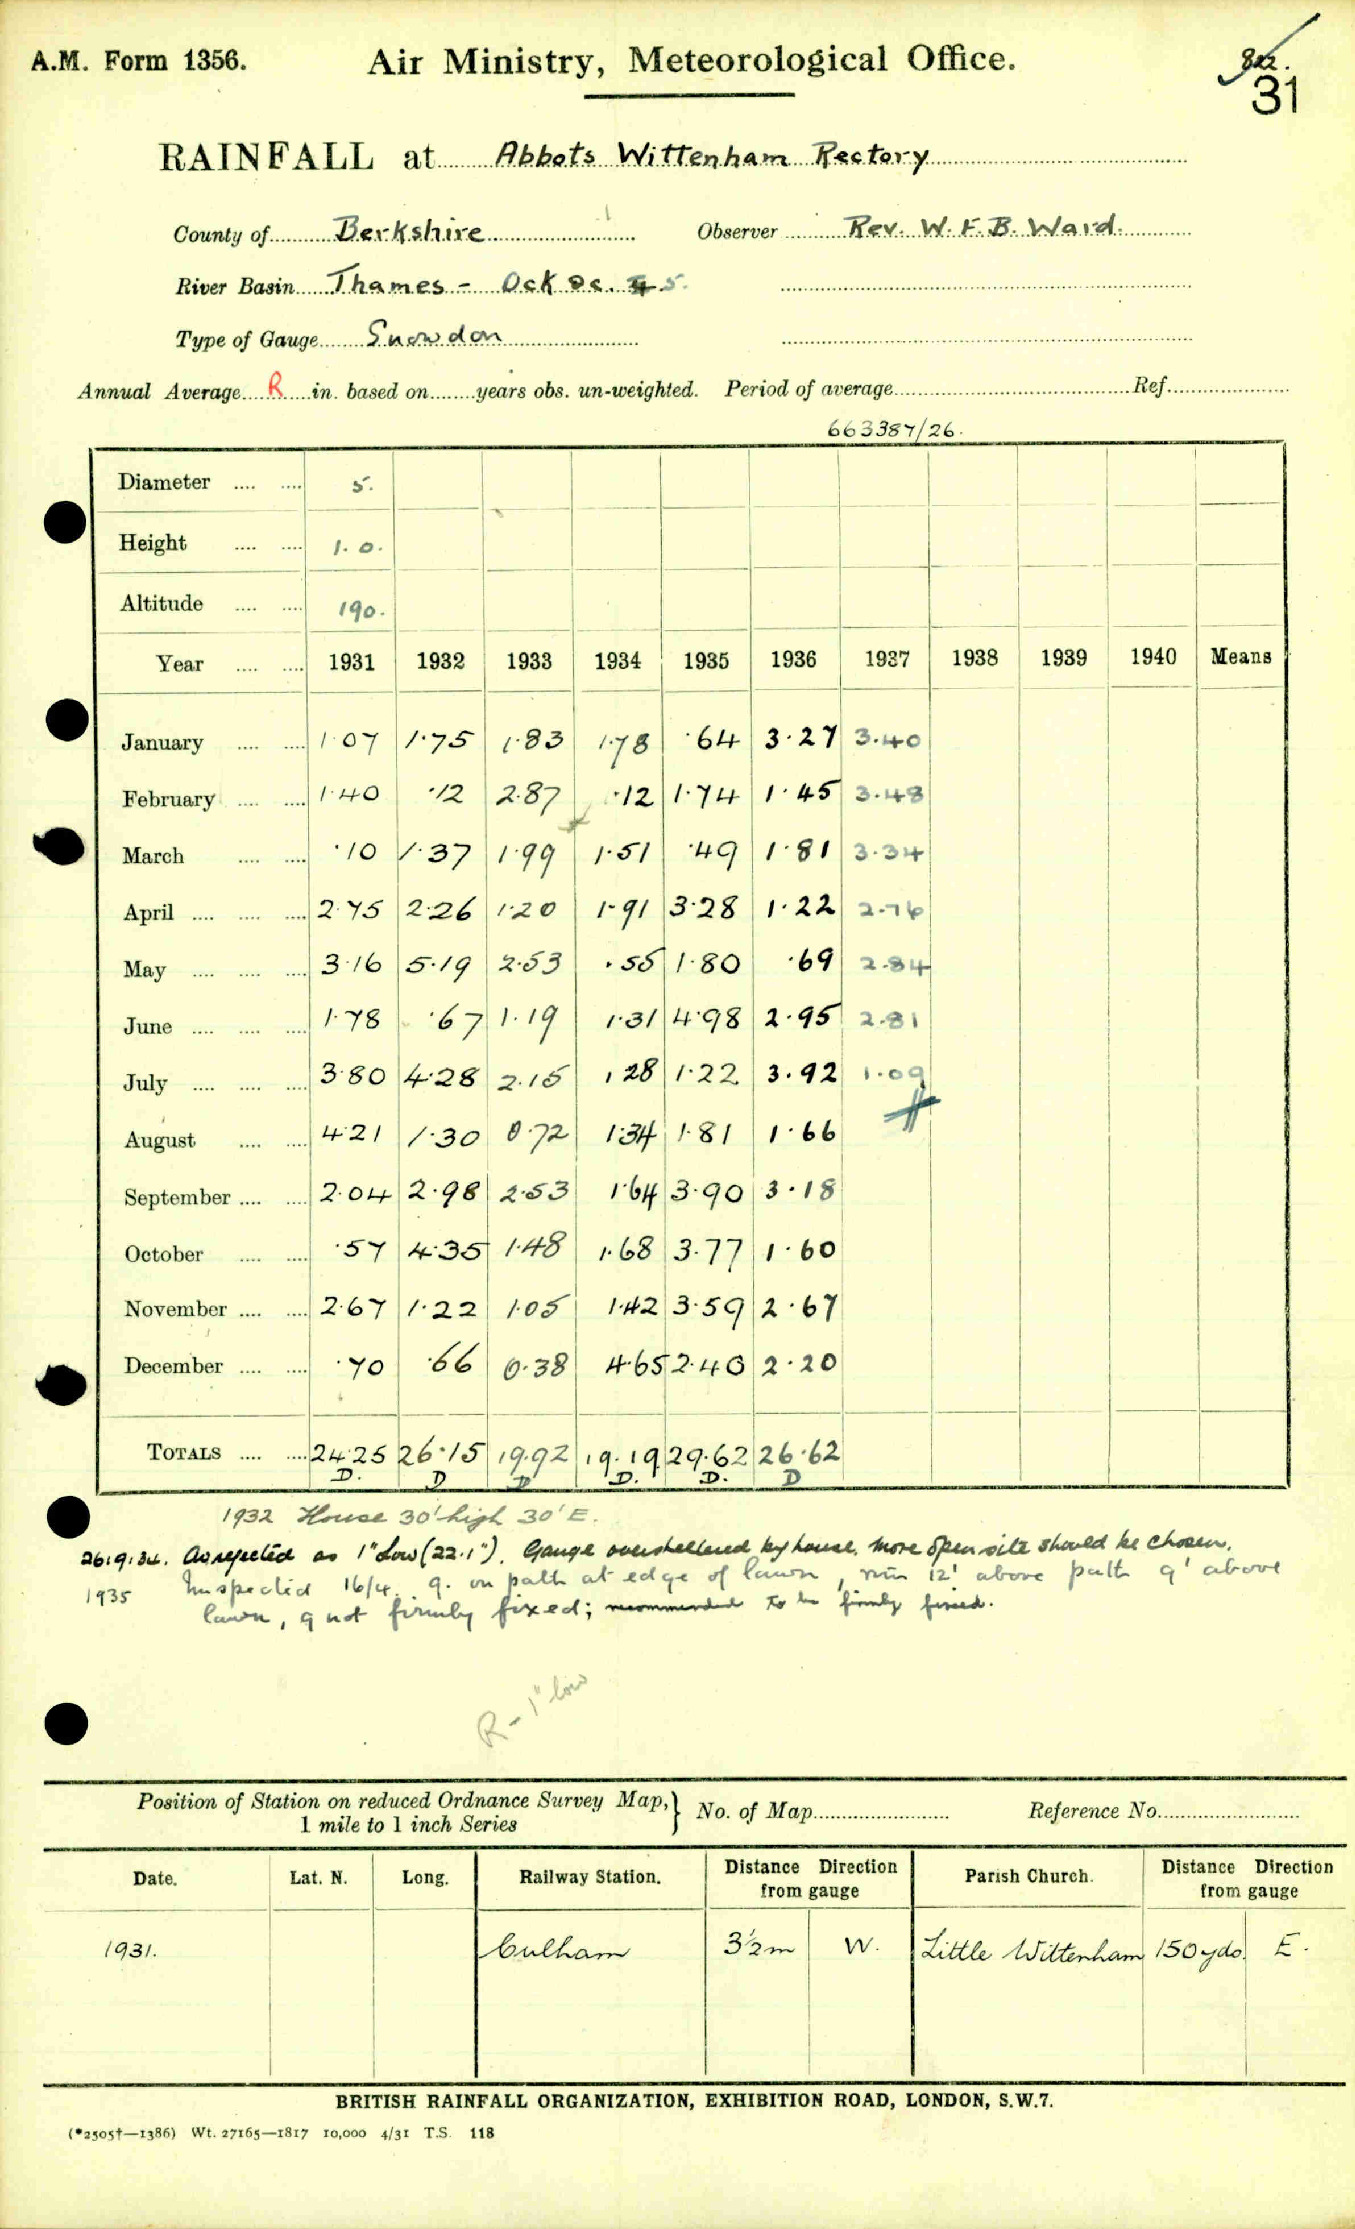 A.M. Form 1356. Air Ministry, Meteorological Office.
31
RAINFALL at Abbots Wittenham Rectory
County of Berkshire Observer Rev. W.F.B. Ward.
River Basin Thames – Ock &c. 5.
Type of Gauge Snowdon
Annual Average R in. based on years obs. un-weighted. Period of average Ref
663387/26.
Diameter .... .... 5.
Height .... .... 1.0.
Altitude .... .... 190.
Year .... .... 1931 1932 1933 1934 1935 1936 1937 1938 1939 1940 Means
January .... .... 1.07 1.75 1.83 1.78 .64 3.27 3.40
February .... .... 1.40 .12 2.87 .12 1.74 1.45 3.48
March .... .... .10 1.37 1.99 1.51 .49 1.81 3.34
April .... .... .... 2.75 2.26 1.20 1.91 3.28 1.22 2.76
May .... .... .... 3.16 5.19 2.53 .55 1.80 .69 2.84
June .... .... .... 1.78 .67 1.19 1.31 4.98 2.95 2.81
July .... .... .... 3.80 4.28 2.15 1.28 1.22 3.92 1.09
August .... .... 4.21 1.30 0.72 1.34 1.81 1.66
September .... .... 2.04 2.98 2.53 1.64 3.90 3.18
October .... .... .57 4.35 1.48 1.68 3.77 1.60
November .... .... 2.67 1.22 1.05 1.42 3.59 2.67
December .... .... .70 .66 0.38 4.65 2.40 2.20
TOTALS .... .... 24.25 26.15 19.92 19.19 29.62 26.62
D. D D D. D. D
1932 House 30' high 30' E.
26.9.34. As rejected as 1" low (22.1"). Gauge oversheltered by house, more open site should be chosen.
1935 Inspected 16/4. g. on path at edge of lawn, rim 12" above path 9" above
lawn, g not firmly fixed; recommended to be firmly fixed.
R – 1" low
Position of Station on reduced Ordnance Survey Map, } No. of Map Reference No.
1 mile to 1 inch Series
Date. Lat. N. Long. Railway Station. Distance Direction from gauge Parish Church. Distance Direction from gauge
1931. Culham 3½m W. Little Wittenham 150 yds. E.
BRITISH RAINFALL ORGANIZATION, EXHIBITION ROAD, LONDON, S.W.7.
(*2505†—1386) Wt. 27165—1817 10,000 4/31 T.S. 118